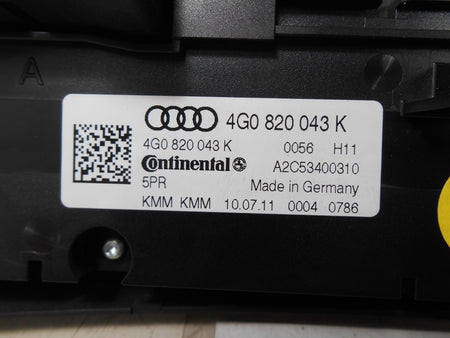 A
4G0 820 043 K
4G0 820 043 K 0056 H11
Continental A2C53400310
5PR Made in Germany
KMM KMM 10.07.11 0004 0786